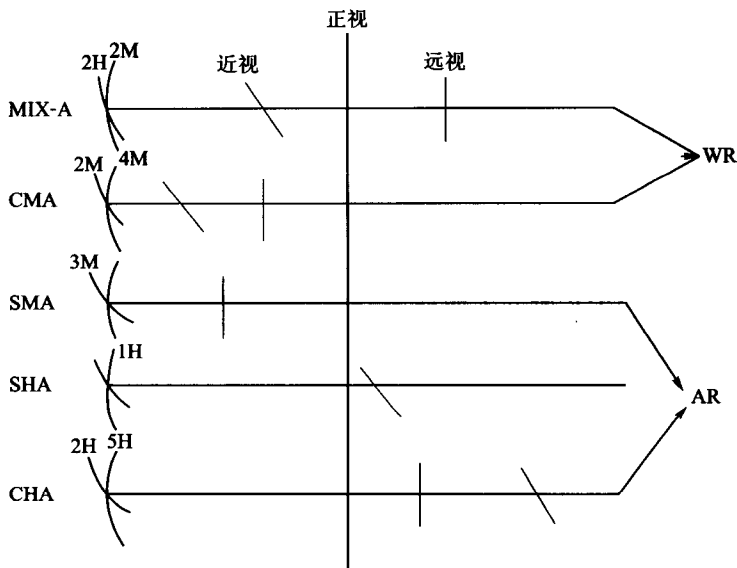 正视
近视
远视
2H 2M
MIX-A
WR
2M 4M
CMA
3M
SMA
1H
SHA
AR
2H 5H
CHA